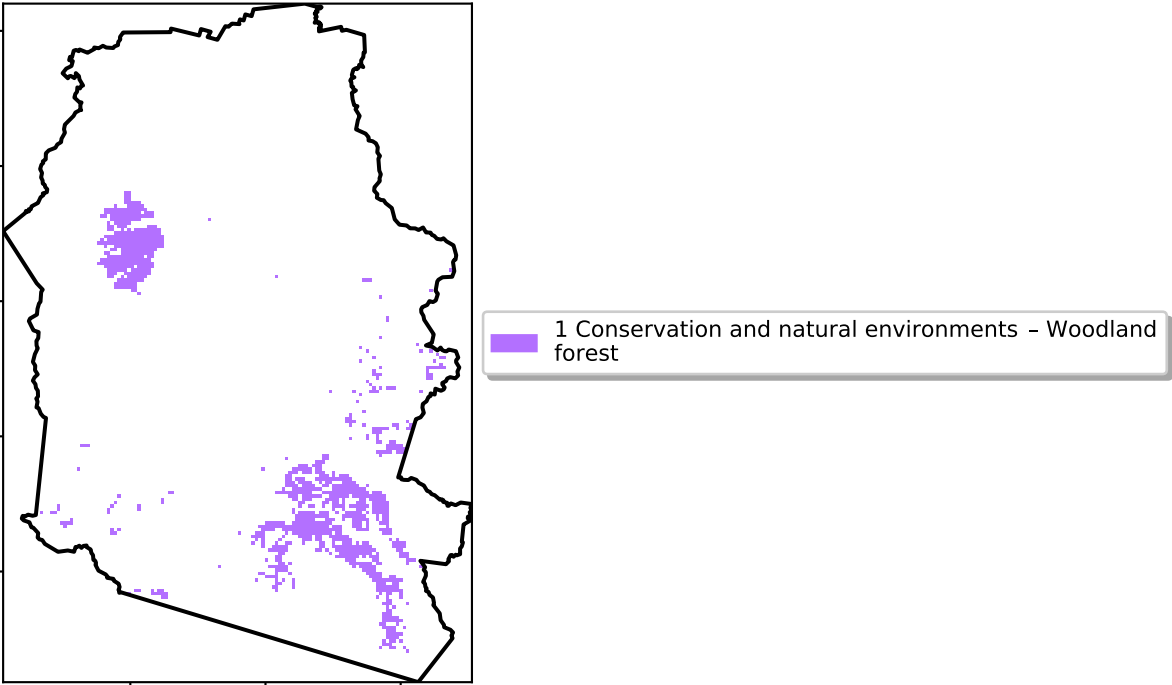 1 Conservation and natural environments – Woodland
forest